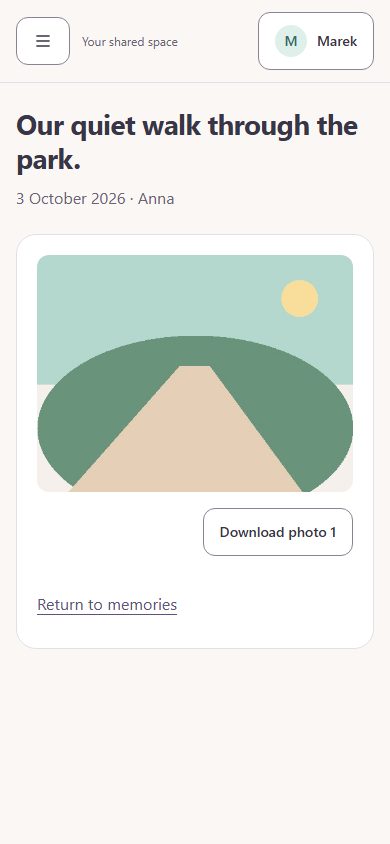 Your shared space
M Marek
Our quiet walk through the
park.
3 October 2026 · Anna
Download photo 1
Return to memories